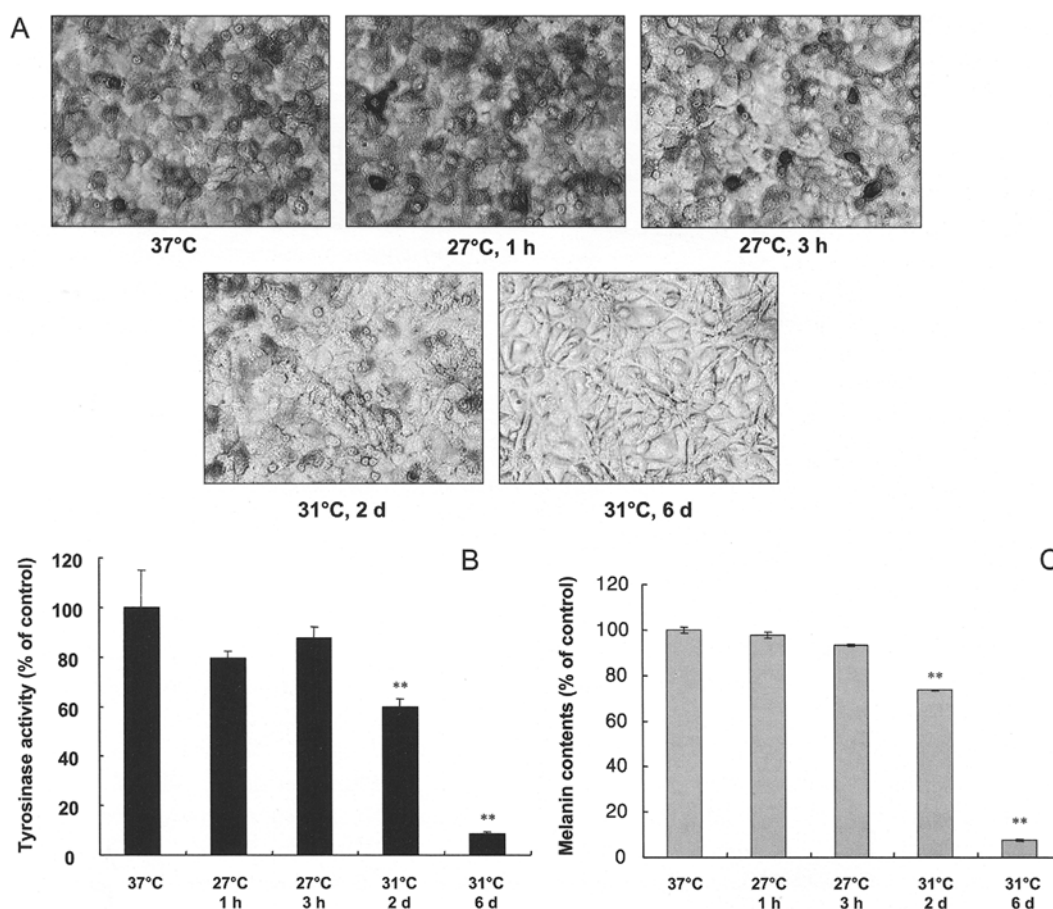 A
37°C
27°C, 1 h
27°C, 3 h
31°C, 2 d
31°C, 6 d
B
Tyrosinase activity (% of control)
120
100
80
60
40
20
0
**
**
37°C
27°C
1 h
27°C
3 h
31°C
2 d
31°C
6 d
C
Melanin contents (% of control)
120
100
80
60
40
20
0
**
**
37°C
27°C
1 h
27°C
3 h
31°C
2 d
31°C
6 d